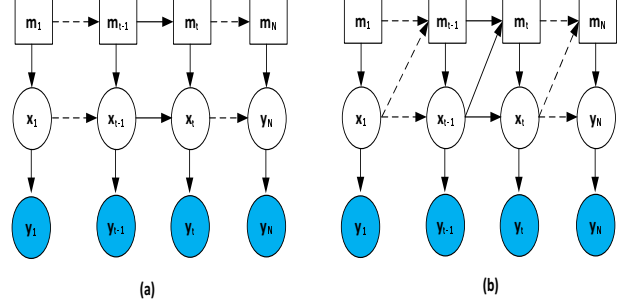 m1 mt-1 mt mN m1 mt-1 mt mN
x1 xt-1 xt yN x1 xt-1 xt yN
y1 yt-1 yt yN y1 yt-1 yt yN
(a) (b)